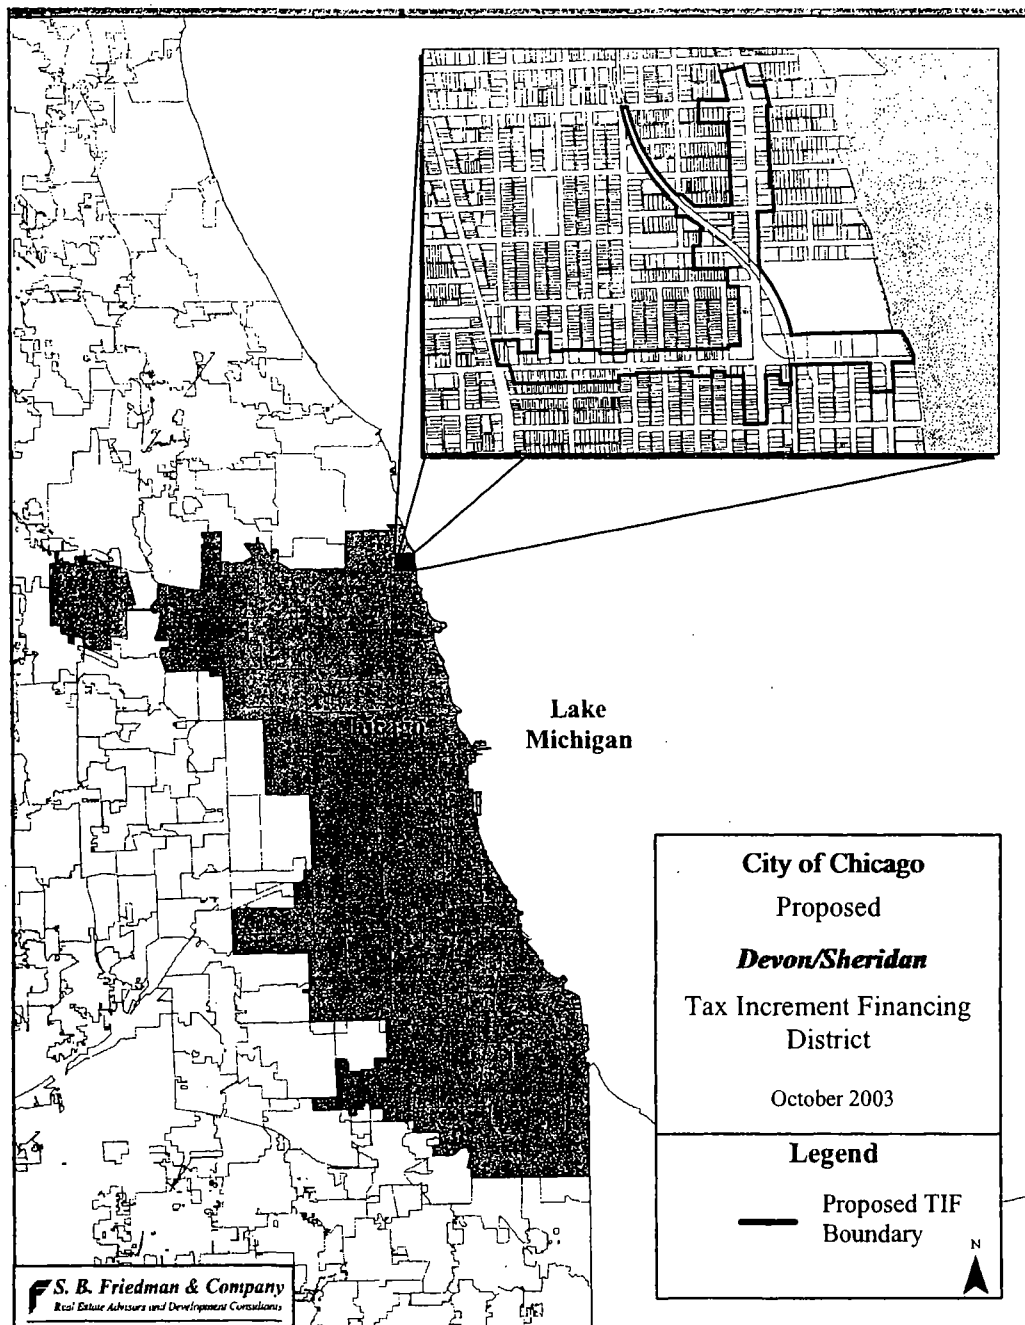 Lake
Michigan
City of Chicago
Proposed
Devon/Sheridan
Tax Increment Financing
District
October 2003
Legend
Proposed TIF
Boundary
N
S. B. Friedman & Company
Real Estate Advisors and Development Consultants